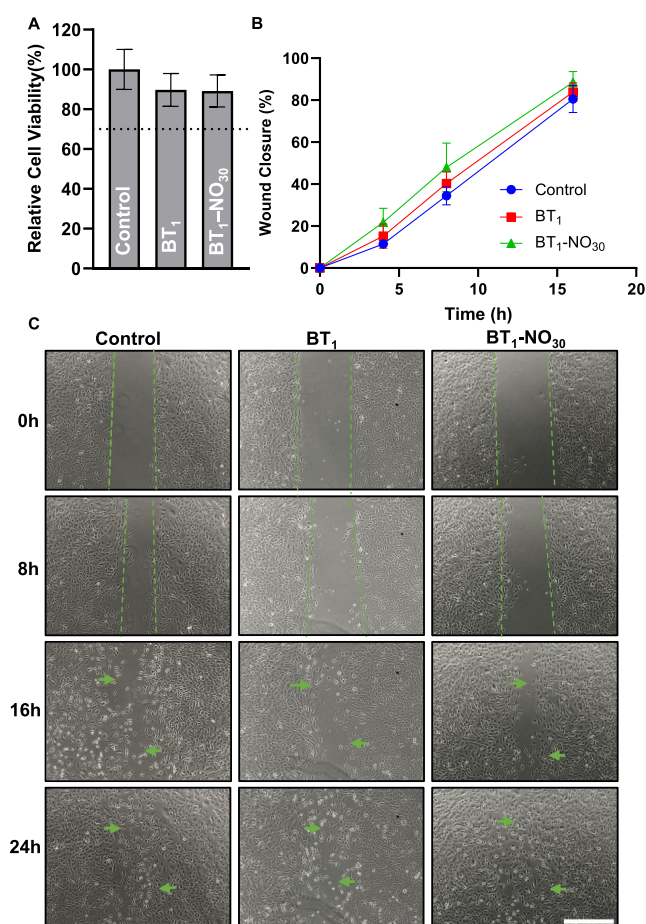 A
Relative Cell Viability(%)
120
100
80
60
40
20
0
Control
BT₁
BT₁–NO₃₀
B
Wound Closure (%)
100
80
60
40
20
0
0
5
10
15
20
Time (h)
Control
BT₁
BT₁-NO₃₀
C
Control
BT₁
BT₁-NO₃₀
0h
8h
16h
24h